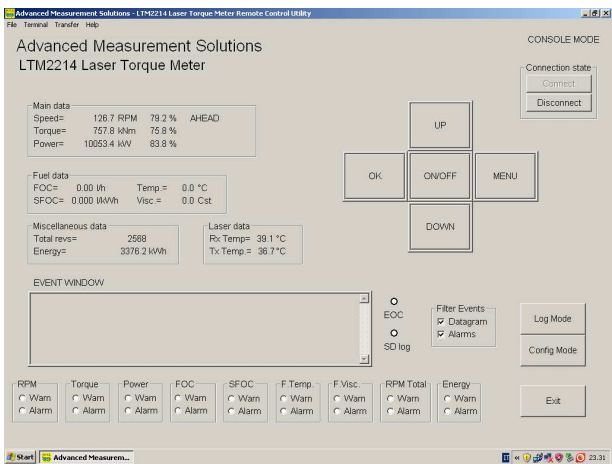 Advanced Measurement Solutions - LTM2214 Laser Torque Meter Remote Control Utility
File Terminal Transfer Help
Advanced Measurement Solutions
CONSOLE MODE
LTM2214 Laser Torque Meter
Connection state
Connect
Disconnect
Main data
Speed= 126.7 RPM 79.2 % AHEAD
Torque= 757.8 kNm 75.8 %
Power= 10053.4 kW 83.8 %
UP
OK ON/OFF MENU
DOWN
Fuel data
FOC= 0.00 l/h Temp.= 0.0 °C
SFOC= 0.000 l/kWh Visc.= 0.0 Cst
Miscellaneous data
Total revs= 2568
Energy= 3376.2 kWh
Laser data
Rx Temp= 39.1 °C
Tx Temp.= 36.7 °C
EVENT WINDOW
EOC
SD log
Filter Events
Datagram
Alarms
Log Mode
Config Mode
RPM Torque Power FOC SFOC F.Temp. F.Visc. RPM Total Energy
Warn Warn Warn Warn Warn Warn Warn Warn Warn
Alarm Alarm Alarm Alarm Alarm Alarm Alarm Alarm Alarm
Exit
Start Advanced Measurem... IT 23.31